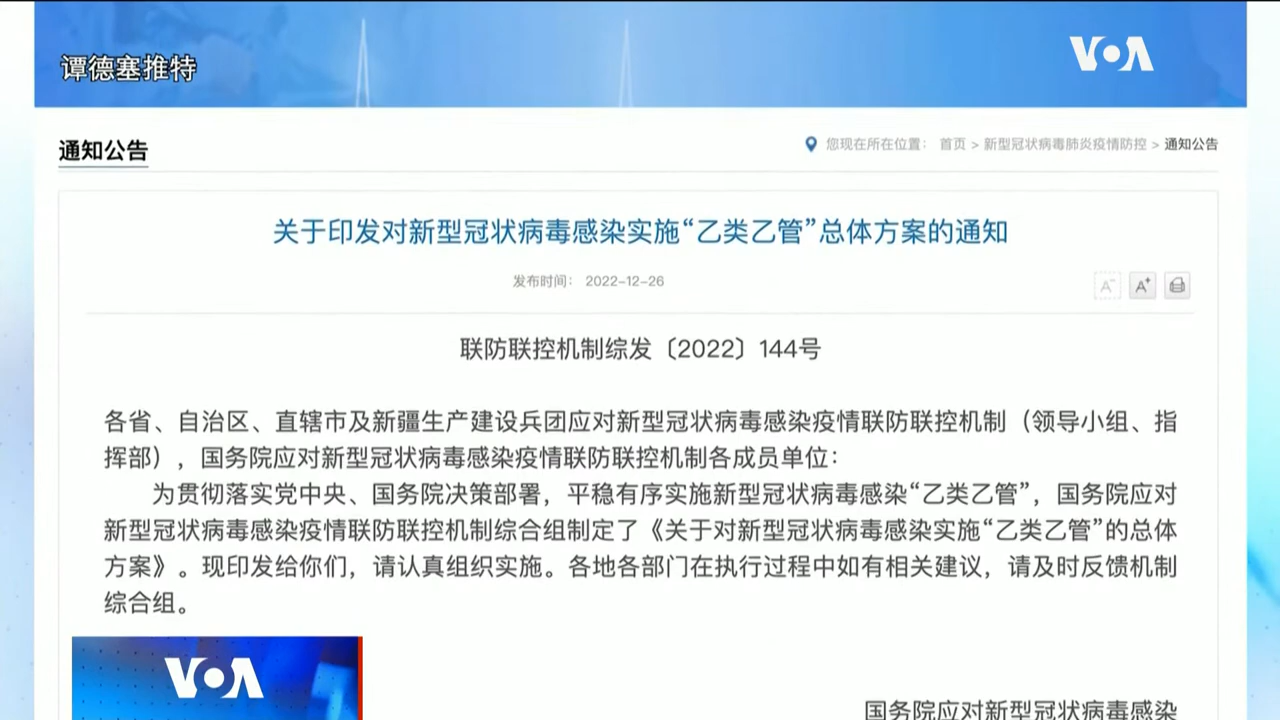 谭德塞推特
VOA
通知公告
您现在所在位置： 首页 > 新型冠状病毒肺炎疫情防控 > 通知公告
关于印发对新型冠状病毒感染实施“乙类乙管”总体方案的通知
发布时间： 2022-12-26
A-
A+
联防联控机制综发〔2022〕144号
各省、自治区、直辖市及新疆生产建设兵团应对新型冠状病毒感染疫情联防联控机制（领导小组、指
挥部），国务院应对新型冠状病毒感染疫情联防联控机制各成员单位：
为贯彻落实党中央、国务院决策部署，平稳有序实施新型冠状病毒感染“乙类乙管”，国务院应对
新型冠状病毒感染疫情联防联控机制综合组制定了《关于对新型冠状病毒感染实施“乙类乙管”的总体
方案》。现印发给你们，请认真组织实施。各地各部门在执行过程中如有相关建议，请及时反馈机制
综合组。
VOA
国务院应对新型冠状病毒感染